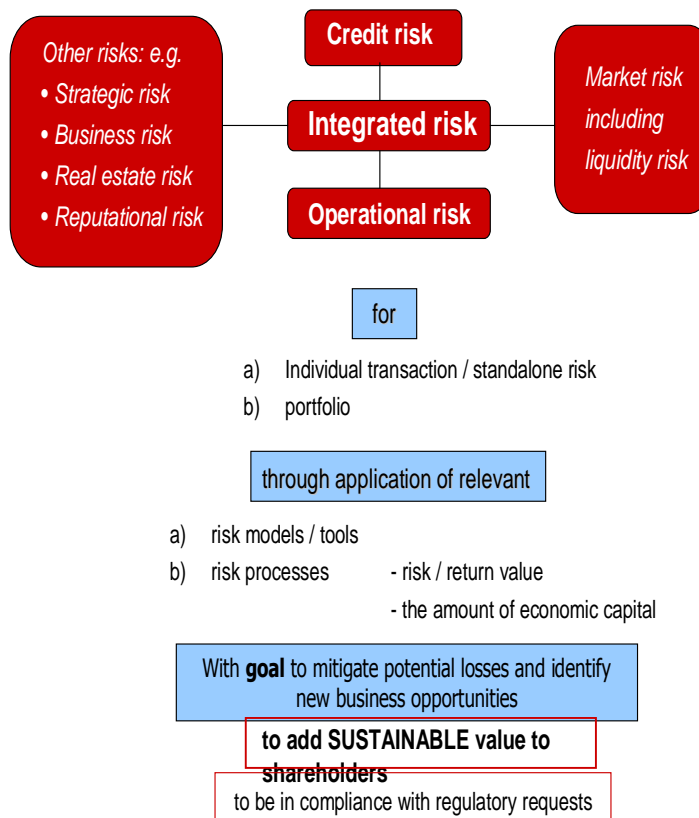 Credit risk
Other risks: e.g.
• Strategic risk
• Business risk
• Real estate risk
• Reputational risk
Integrated risk
Market risk
including
liquidity risk
Operational risk
for
a) Individual transaction / standalone risk
b) portfolio
through application of relevant
a) risk models / tools
b) risk processes - risk / return value
- the amount of economic capital
With goal to mitigate potential losses and identify
new business opportunities
to add SUSTAINABLE value to
shareholders
to be in compliance with regulatory requests